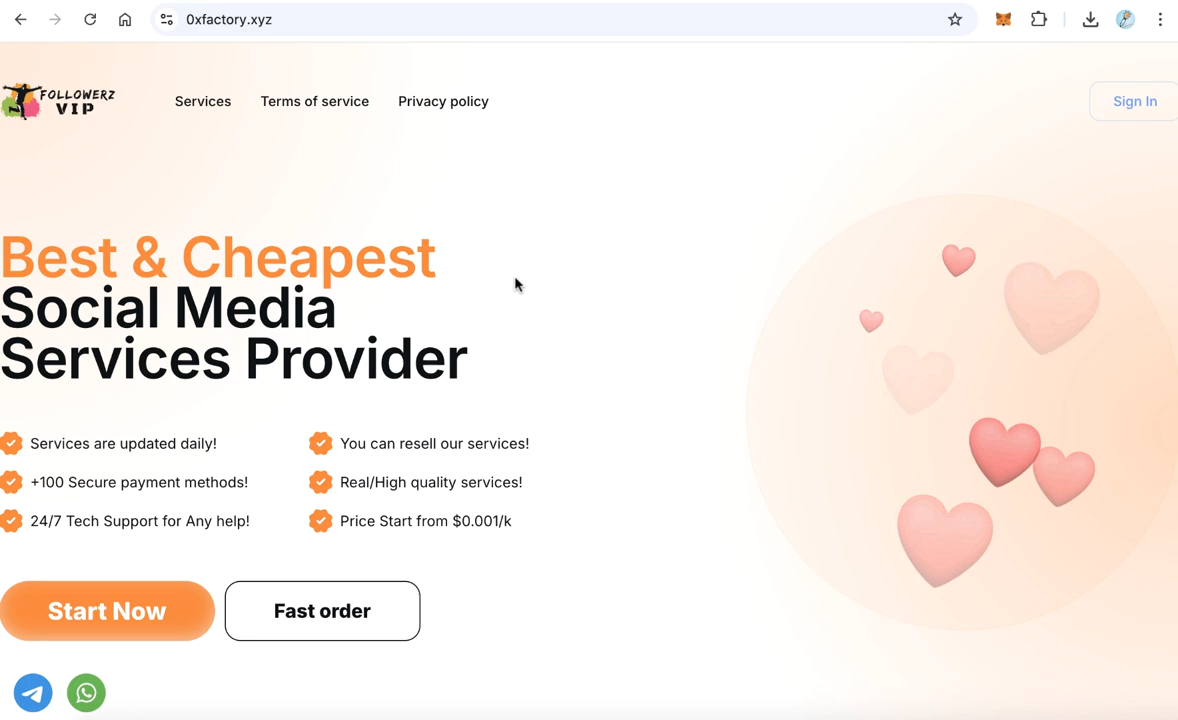 0xfactory.xyz
FOLLOWERZ
VIP
Services
Terms of service
Privacy policy
Sign In
Best & Cheapest
Social Media
Services Provider
Services are updated daily!
You can resell our services!
+100 Secure payment methods!
Real/High quality services!
24/7 Tech Support for Any help!
Price Start from $0.001/k
Start Now
Fast order